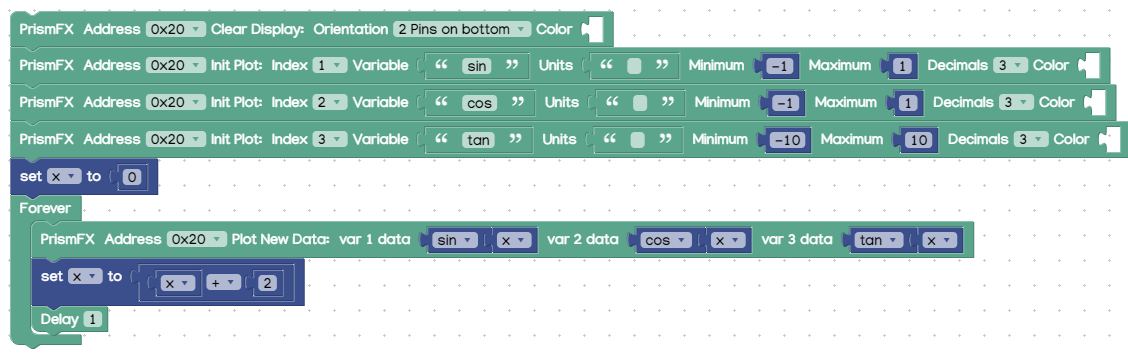 PrismFX Address 0x20 Clear Display: Orientation 2 Pins on bottom Color
PrismFX Address 0x20 Init Plot: Index 1 Variable “ sin ” Units “ ” Minimum -1 Maximum 1 Decimals 3 Color
PrismFX Address 0x20 Init Plot: Index 2 Variable “ cos ” Units “ ” Minimum -1 Maximum 1 Decimals 3 Color
PrismFX Address 0x20 Init Plot: Index 3 Variable “ tan ” Units “ ” Minimum -10 Maximum 10 Decimals 3 Color
set x to 0
Forever
PrismFX Address 0x20 Plot New Data: var 1 data sin x var 2 data cos x var 3 data tan x
set x to x + 2
Delay 1